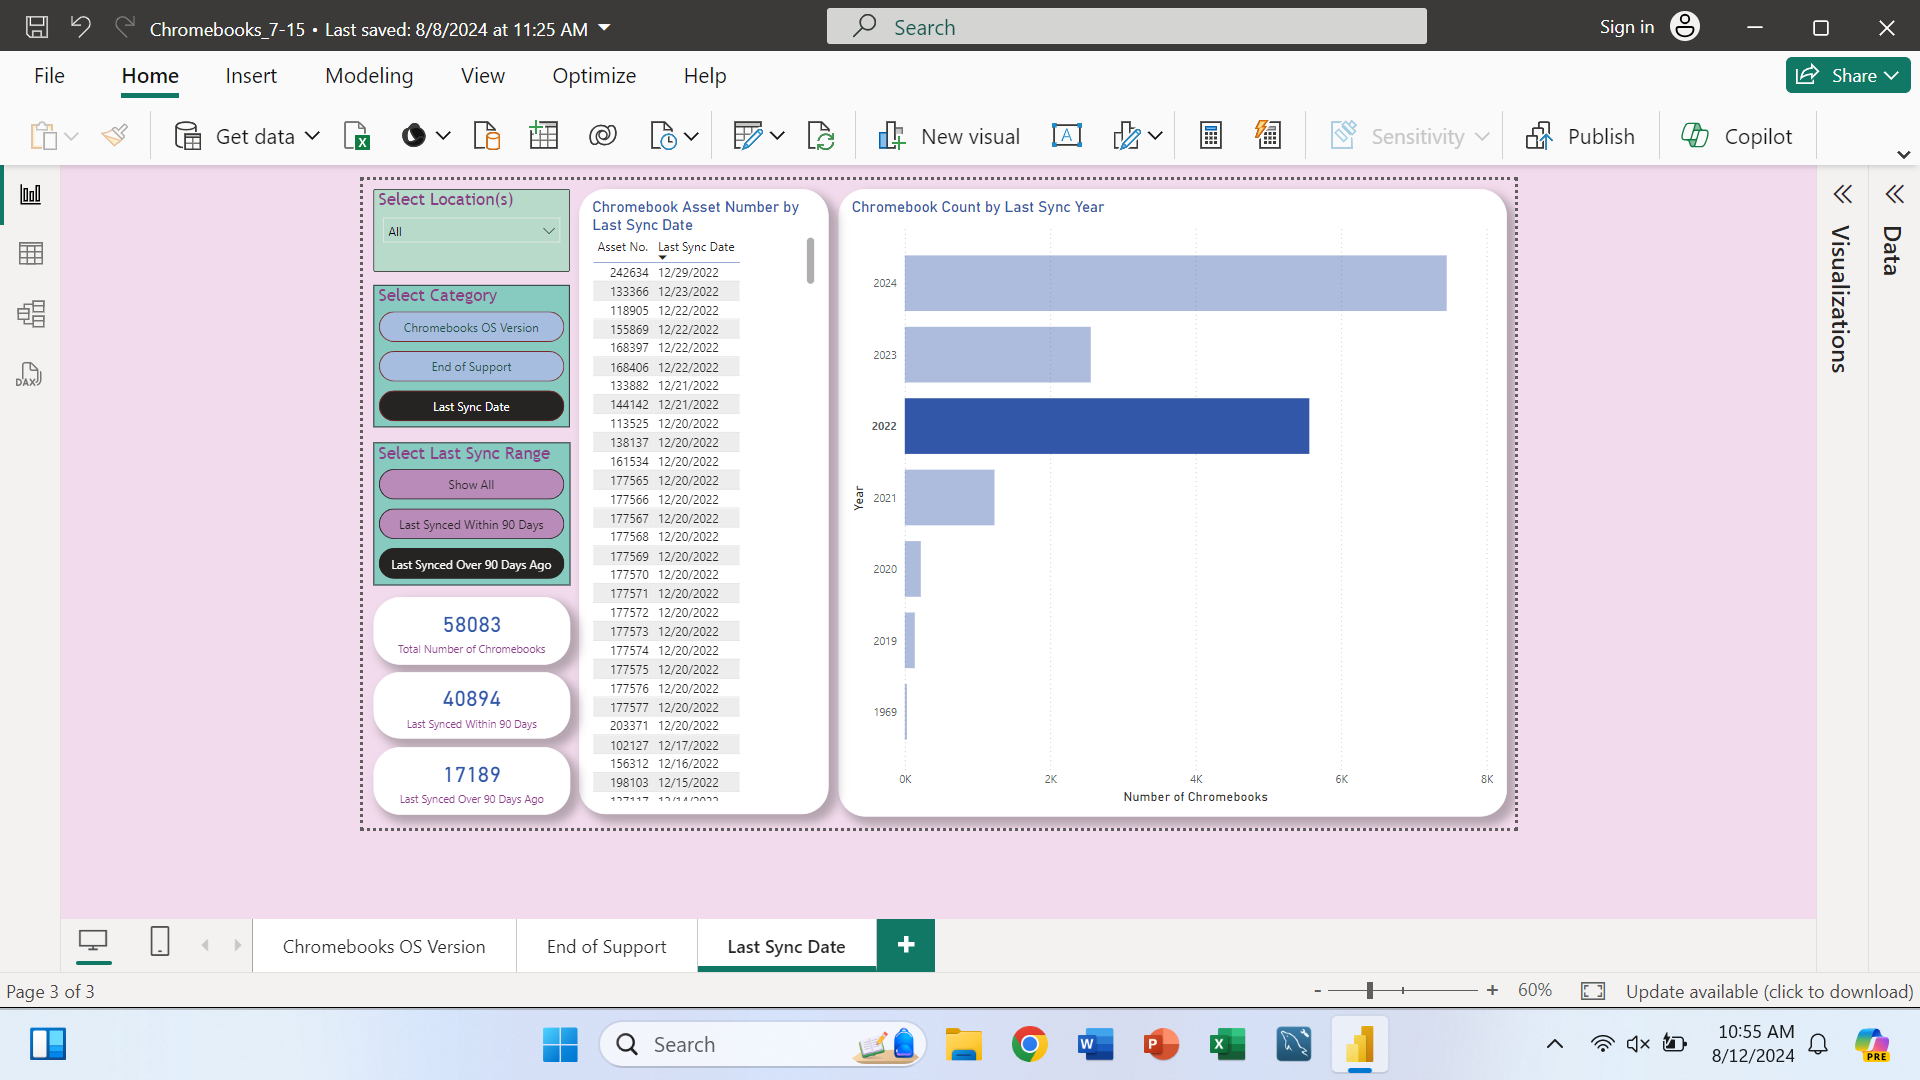 Chromebooks_7-15 • Last saved: 8/8/2024 at 11:25 AM
Search
Sign in
File
Home
Insert
Modeling
View
Optimize
Help
Share
Get data
New visual
Sensitivity
Publish
Copilot
DAX
Select Location(s)
All
Select Category
Chromebooks OS Version
End of Support
Last Sync Date
Select Last Sync Range
Show All
Last Synced Within 90 Days
Last Synced Over 90 Days Ago
58083
Total Number of Chromebooks
40894
Last Synced Within 90 Days
17189
Last Synced Over 90 Days Ago
Chromebook Asset Number by
Last Sync Date
Asset No. Last Sync Date
242634 12/29/2022
133366 12/23/2022
118905 12/22/2022
155869 12/22/2022
168397 12/22/2022
168406 12/22/2022
133882 12/21/2022
144142 12/21/2022
113525 12/20/2022
138137 12/20/2022
161534 12/20/2022
177565 12/20/2022
177566 12/20/2022
177567 12/20/2022
177568 12/20/2022
177569 12/20/2022
177570 12/20/2022
177571 12/20/2022
177572 12/20/2022
177573 12/20/2022
177574 12/20/2022
177575 12/20/2022
177576 12/20/2022
177577 12/20/2022
203371 12/20/2022
102127 12/17/2022
156312 12/16/2022
198103 12/15/2022
Chromebook Count by Last Sync Year
Year
2024
2023
2022
2021
2020
2019
1969
0K 2K 4K 6K 8K
Number of Chromebooks
Visualizations
Data
Chromebooks OS Version
End of Support
Last Sync Date
Page 3 of 3
60%
Update available (click to download)
Search
10:55 AM
8/12/2024
PRE